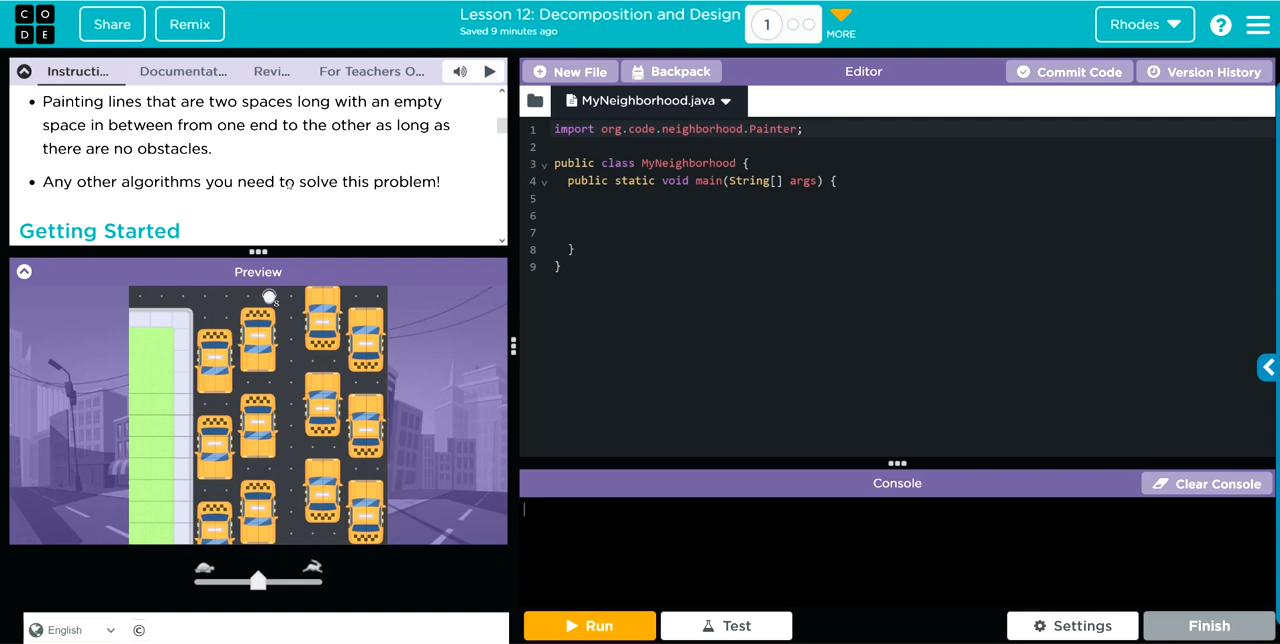 C O
D E
Share
Remix
Lesson 12: Decomposition and Design
Saved 9 minutes ago
1
MORE
Rhodes
?
Instructi...
Documentat...
Revi...
For Teachers O...
• Painting lines that are two spaces long with an empty
space in between from one end to the other as long as
there are no obstacles.
• Any other algorithms you need to solve this problem!
Getting Started
Preview
8
English
©
New File
Backpack
Editor
Commit Code
Version History
MyNeighborhood.java
1 import org.code.neighborhood.Painter;
2
3 public class MyNeighborhood {
4 public static void main(String[] args) {
5
6
7
8 }
9 }
Console
Clear Console
Run
Test
Settings
Finish